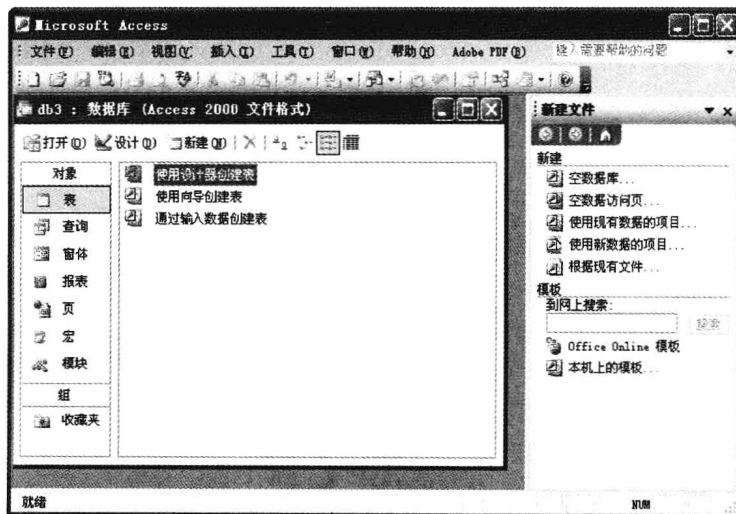 Microsoft Access
文件(F) 编辑(E) 视图(V) 插入(I) 工具(T) 窗口(W) 帮助(H) Adobe PDF(B) 键入需要帮助的问题
db3 : 数据库 (Access 2000 文件格式)
打开(O) 设计(D) 新建(N)
对象
表
查询
窗体
报表
页
宏
模块
组
收藏夹
使用设计器创建表
使用向导创建表
通过输入数据创建表
新建文件
新建
空数据库...
空数据访问页...
使用现有数据的项目...
使用新数据的项目...
根据现有文件...
模板
到网上搜索:
搜索
Office Online 模板
本机上的模板...
就绪
NUM